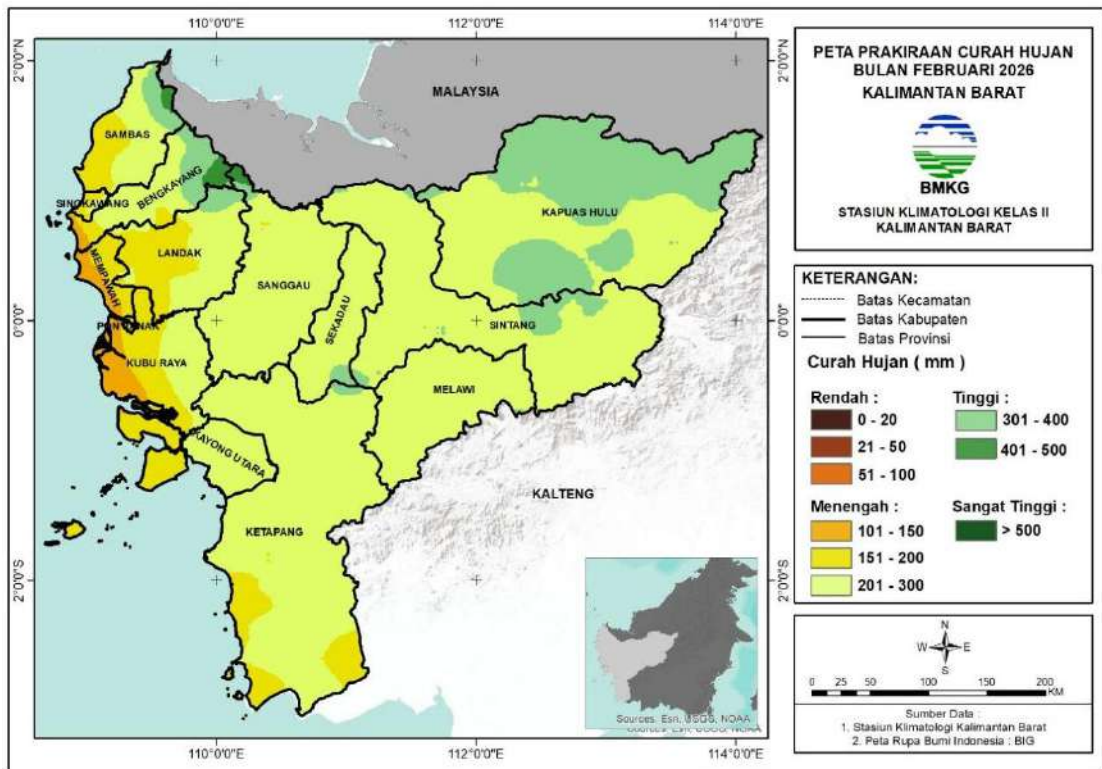 110°0'0"E
112°0'0"E
114°0'0"E
2°0'0"N
0°0'0"
2°0'0"S
2°0'0"N
0°0'0"
2°0'0"S
110°0'0"E
112°0'0"E
114°0'0"E
MALAYSIA
SAMBAS
BENGKAYANG
SINGKAWANG
KAPUAS HULU
LANDAK
MEMPAWAH
SANGGAU
SEKADAU
SINTANG
PONTIANAK
KUBU RAYA
MELAWI
KAYONG UTARA
KALTENG
KETAPANG
Sources: Esri, USGS, NOAA
Sources: Esri, USGS, NOAA
PETA PRAKIRAAN CURAH HUJAN
BULAN FEBRUARI 2026
KALIMANTAN BARAT
BMKG
STASIUN KLIMATOLOGI KELAS II
KALIMANTAN BARAT
KETERANGAN:
Batas Kecamatan
Batas Kabupaten
Batas Provinsi
Curah Hujan ( mm )
Rendah :
0 - 20
21 - 50
51 - 100
Menengah :
101 - 150
151 - 200
201 - 300
Tinggi :
301 - 400
401 - 500
Sangat Tinggi :
> 500
N
W E
S
0 25 50 100 150 200
KM
Sumber Data :
1. Stasiun Klimatologi Kalimantan Barat
2. Peta Rupa Bumi Indonesia : BIG